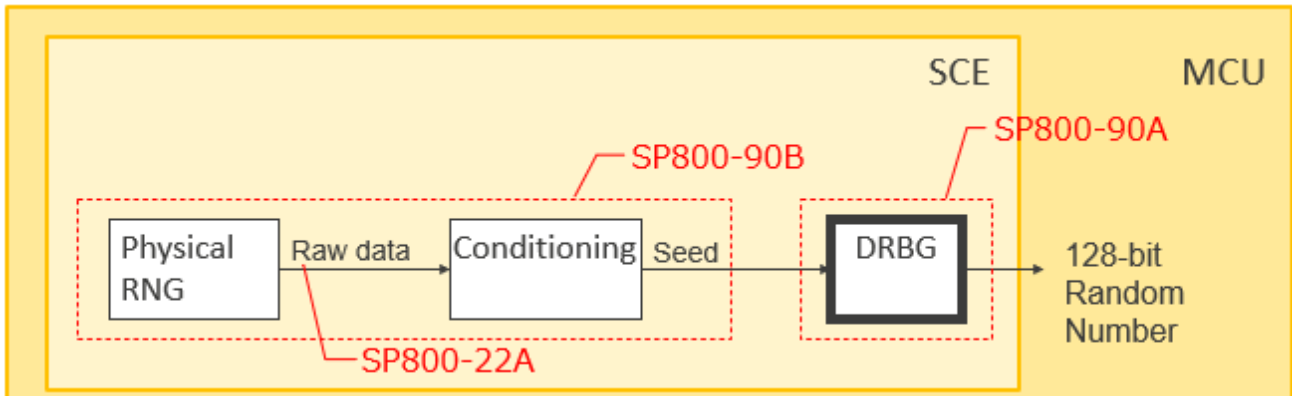 SCE
MCU
SP800-90A
SP800-90B
Physical
RNG
Raw data
Conditioning
Seed
DRBG
128-bit
Random
Number
SP800-22A